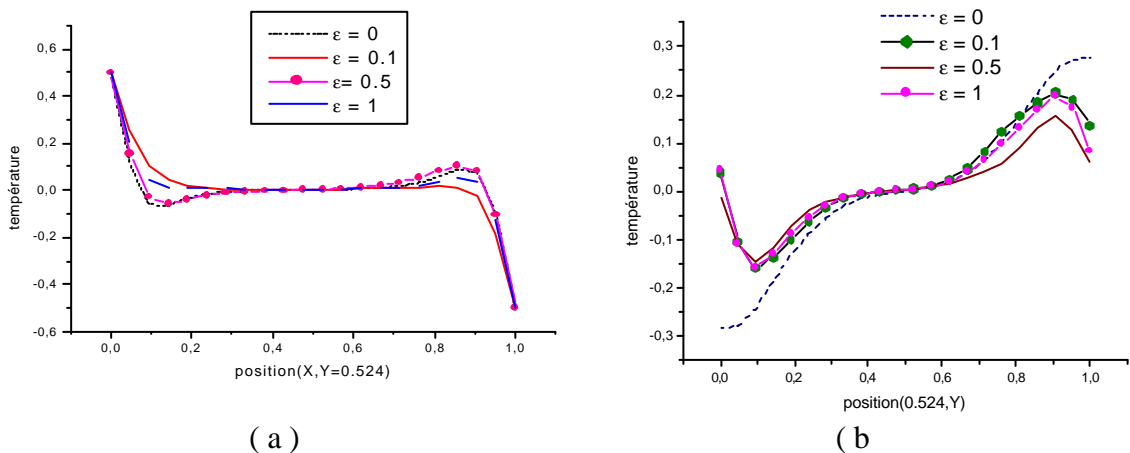 ε = 0
ε = 0.1
ε= 0.5
ε = 1
0,6
0,4
0,2
0,0
-0,2
-0,4
-0,6
température
0,0 0,2 0,4 0,6 0,8 1,0
position(X,Y=0.524)
( a )
ε = 0
ε = 0.1
ε = 0.5
ε = 1
0,3
0,2
0,1
0,0
-0,1
-0,2
-0,3
température
0,0 0,2 0,4 0,6 0,8 1,0
position(0.524,Y)
( b